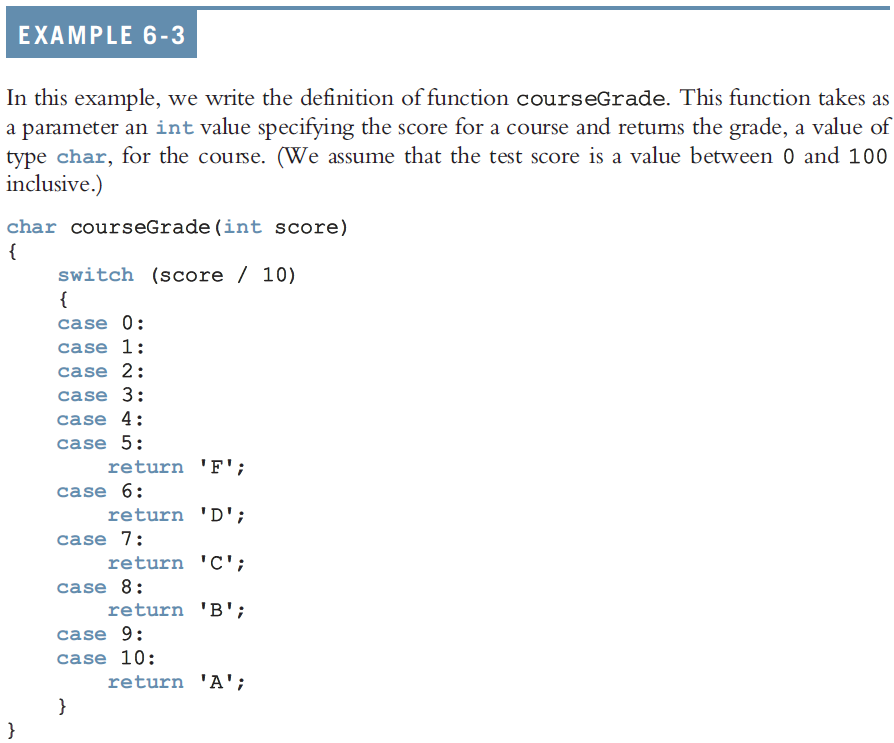 EXAMPLE 6-3
In this example, we write the definition of function courseGrade. This function takes as
a parameter an int value specifying the score for a course and returns the grade, a value of
type char, for the course. (We assume that the test score is a value between 0 and 100
inclusive.)
char courseGrade(int score)
{
    switch (score / 10)
    {
    case 0:
    case 1:
    case 2:
    case 3:
    case 4:
    case 5:
        return 'F';
    case 6:
        return 'D';
    case 7:
        return 'C';
    case 8:
        return 'B';
    case 9:
    case 10:
        return 'A';
    }
}